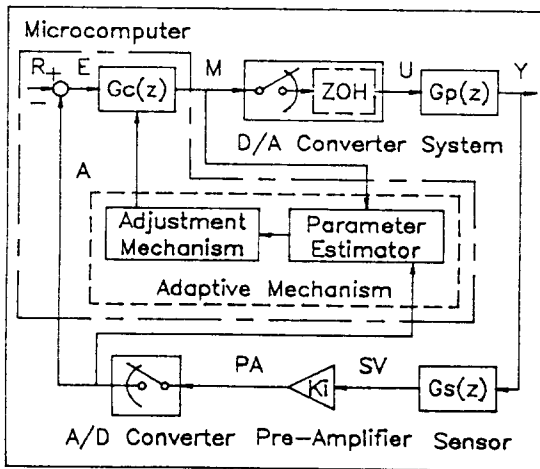 Microcomputer
R + E Gc(z) M ZOH U Gp(z) Y
−
D/A Converter System
A
Adjustment Mechanism
Parameter Estimator
Adaptive Mechanism
PA Ki SV Gs(z)
A/D Converter Pre-Amplifier Sensor